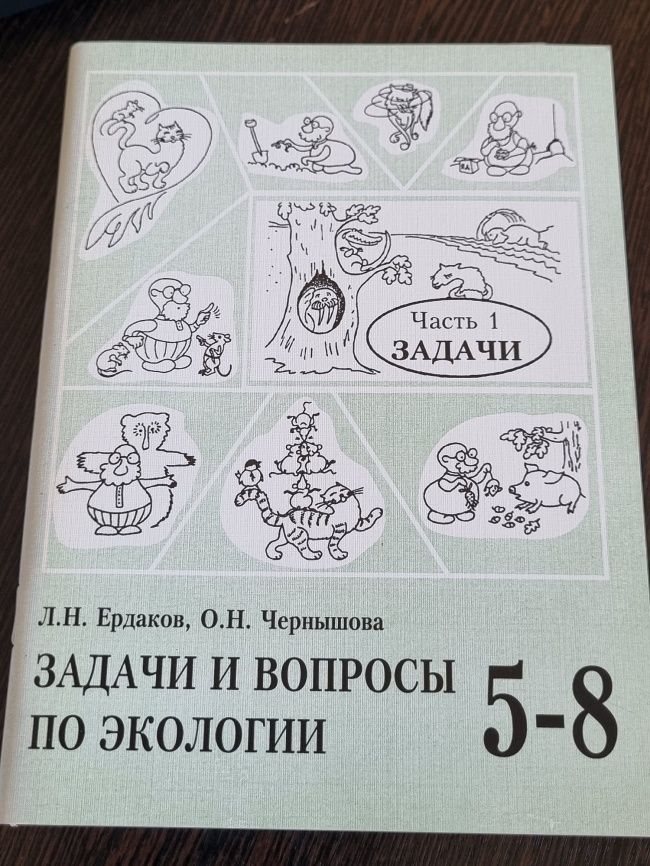 Часть 1
ЗАДАЧИ
Л.Н. Ердаков, О.Н. Чернышова
ЗАДАЧИ И ВОПРОСЫ
ПО ЭКОЛОГИИ
5-8